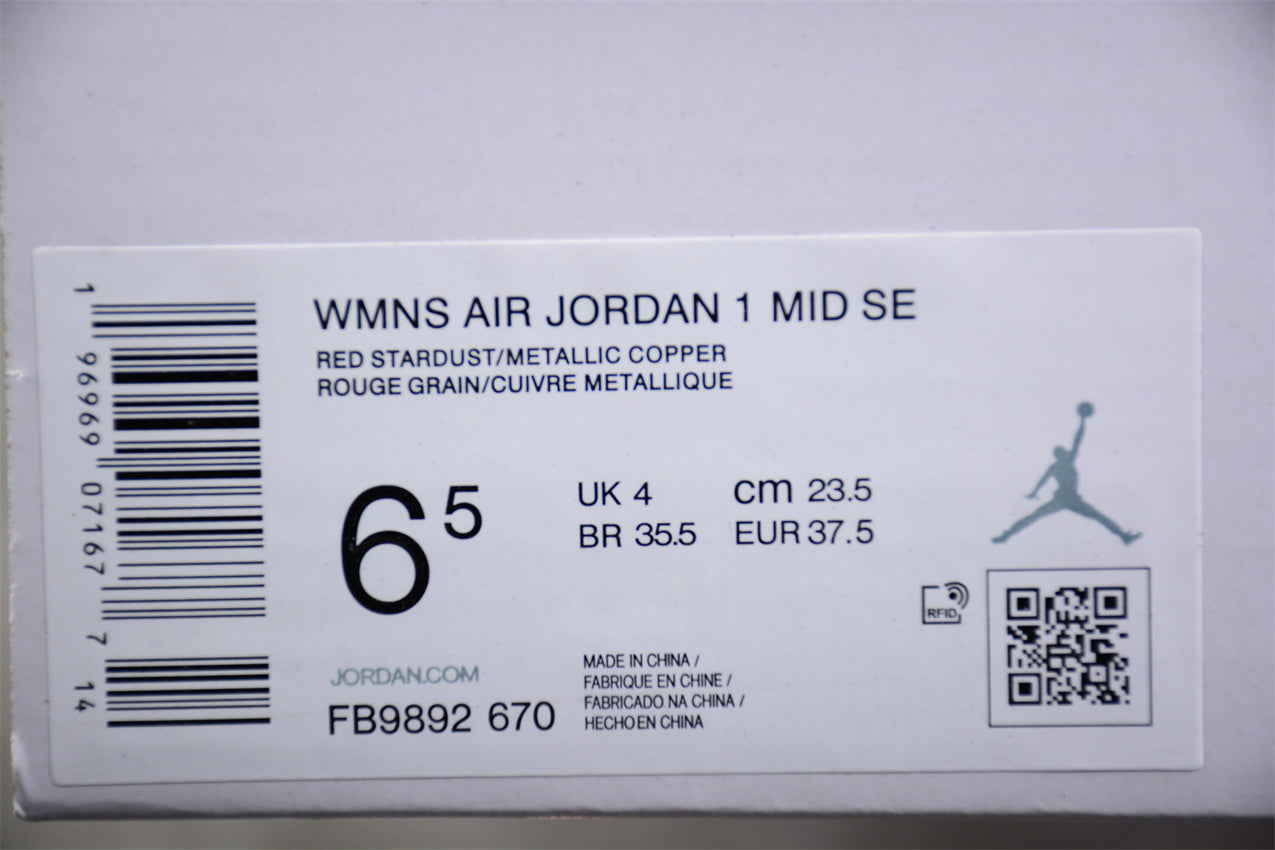 WMNS AIR JORDAN 1 MID SE
RED STARDUST/METALLIC COPPER
ROUGE GRAIN/CUIVRE METALLIQUE
6 5
UK 4 cm 23.5
BR 35.5 EUR 37.5
RFID
JORDAN.COM
FB9892 670
MADE IN CHINA /
FABRIQUE EN CHINE /
FABRICADO NA CHINA /
HECHO EN CHINA
1 96969 07167 7 14